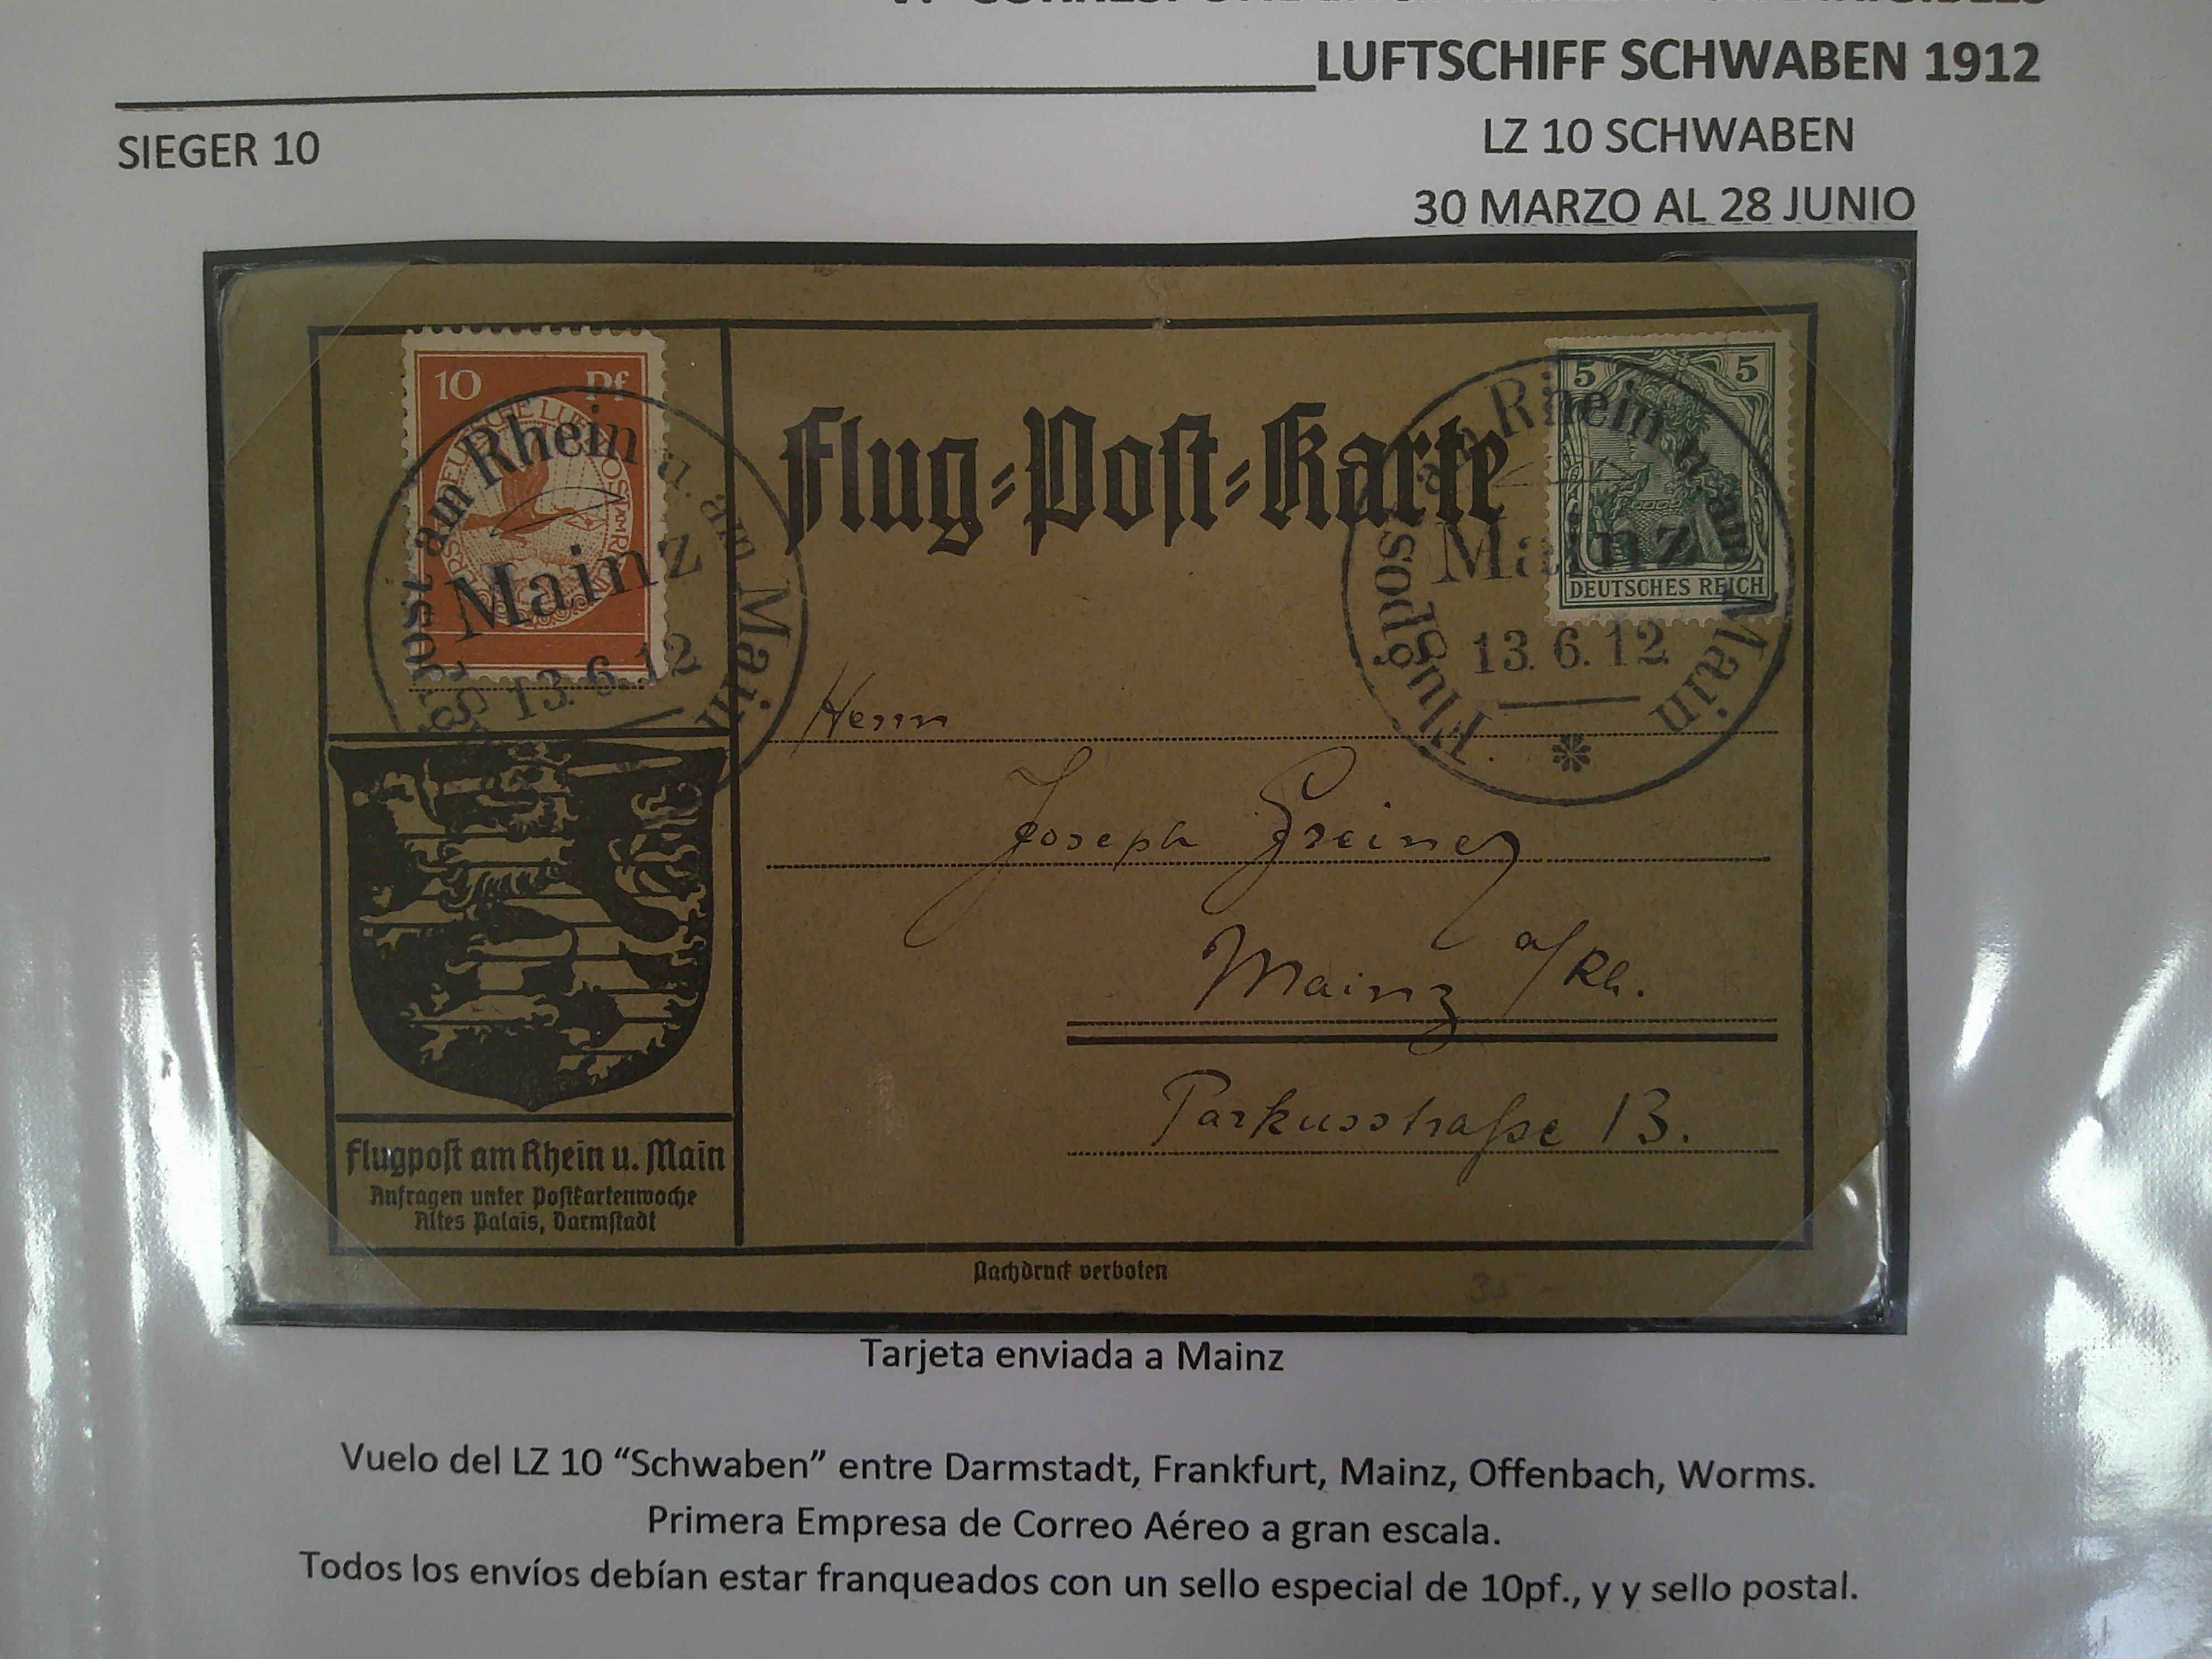 LUFTSCHIFF SCHWABEN 1912
SIEGER 10
LZ 10 SCHWABEN
30 MARZO AL 28 JUNIO
10 Pf
Flugpost am Rhein u. am Main
Mainz
13.6.12
Flug=Post=Karte
5 5
DEUTSCHES REICH
Flugpost am Rhein u. am Main
Mainz
13.6.12
Herrn
Joseph Greiner
Mainz a/Rh.
Parkusstraße 13.
Flugpost am Rhein u. Main
Anfragen unter Postkartenwoche
Altes Palais, Darmstadt
Nachdruck verboten
Tarjeta enviada a Mainz
Vuelo del LZ 10 “Schwaben” entre Darmstadt, Frankfurt, Mainz, Offenbach, Worms.
Primera Empresa de Correo Aéreo a gran escala.
Todos los envíos debían estar franqueados con un sello especial de 10pf., y y sello postal.